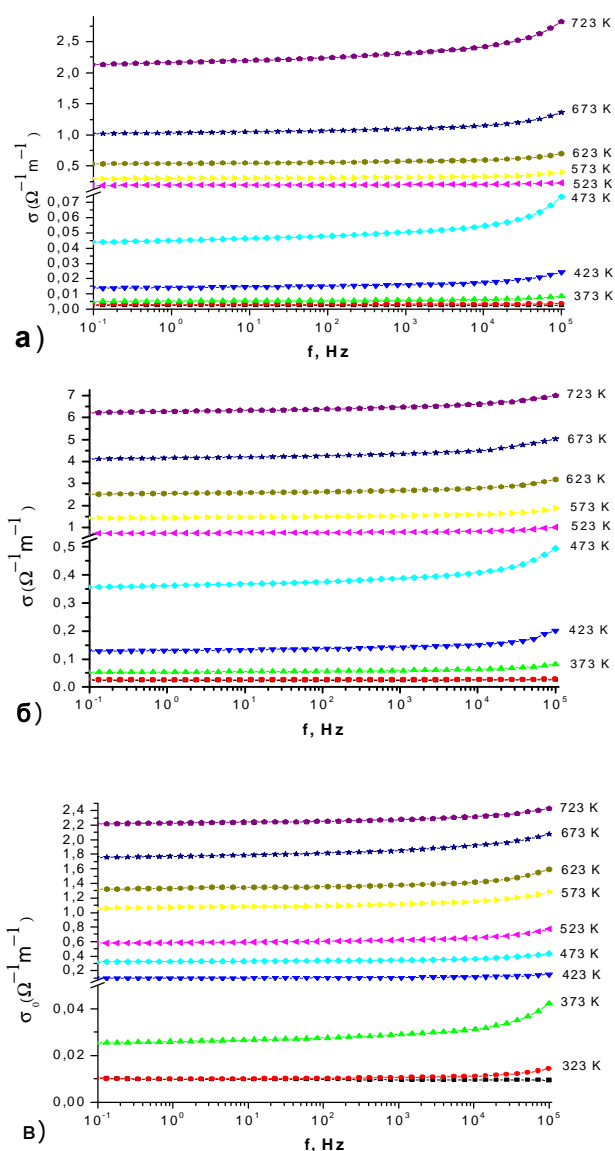 2,5
2,0
1,5
1,0
0,5
0,07
0,06
0,05
0,04
0,03
0,02
0,01
0,00
σ (Ω⁻¹m⁻¹)
723 K
673 K
623 K
573 K
523 K
473 K
423 K
373 K
10⁻¹ 10⁰ 10¹ 10² 10³ 10⁴ 10⁵
f, Hz
а)
7
6
5
4
3
2
1
0.5
0.4
0.3
0.2
0.1
0.0
σ (Ω⁻¹m⁻¹)
723 K
673 K
623 K
573 K
523 K
473 K
423 K
373 K
10⁻¹ 10⁰ 10¹ 10² 10³ 10⁴ 10⁵
f, Hz
б)
2,4
2,2
2,0
1,8
1,6
1,4
1,2
1,0
0,8
0,6
0,4
0,2
0,04
0,02
0,00
σ₀(Ω⁻¹m⁻¹)
723 K
673 K
623 K
573 K
523 K
473 K
423 K
373 K
323 K
10⁻¹ 10⁰ 10¹ 10² 10³ 10⁴ 10⁵
f, Hz
в)